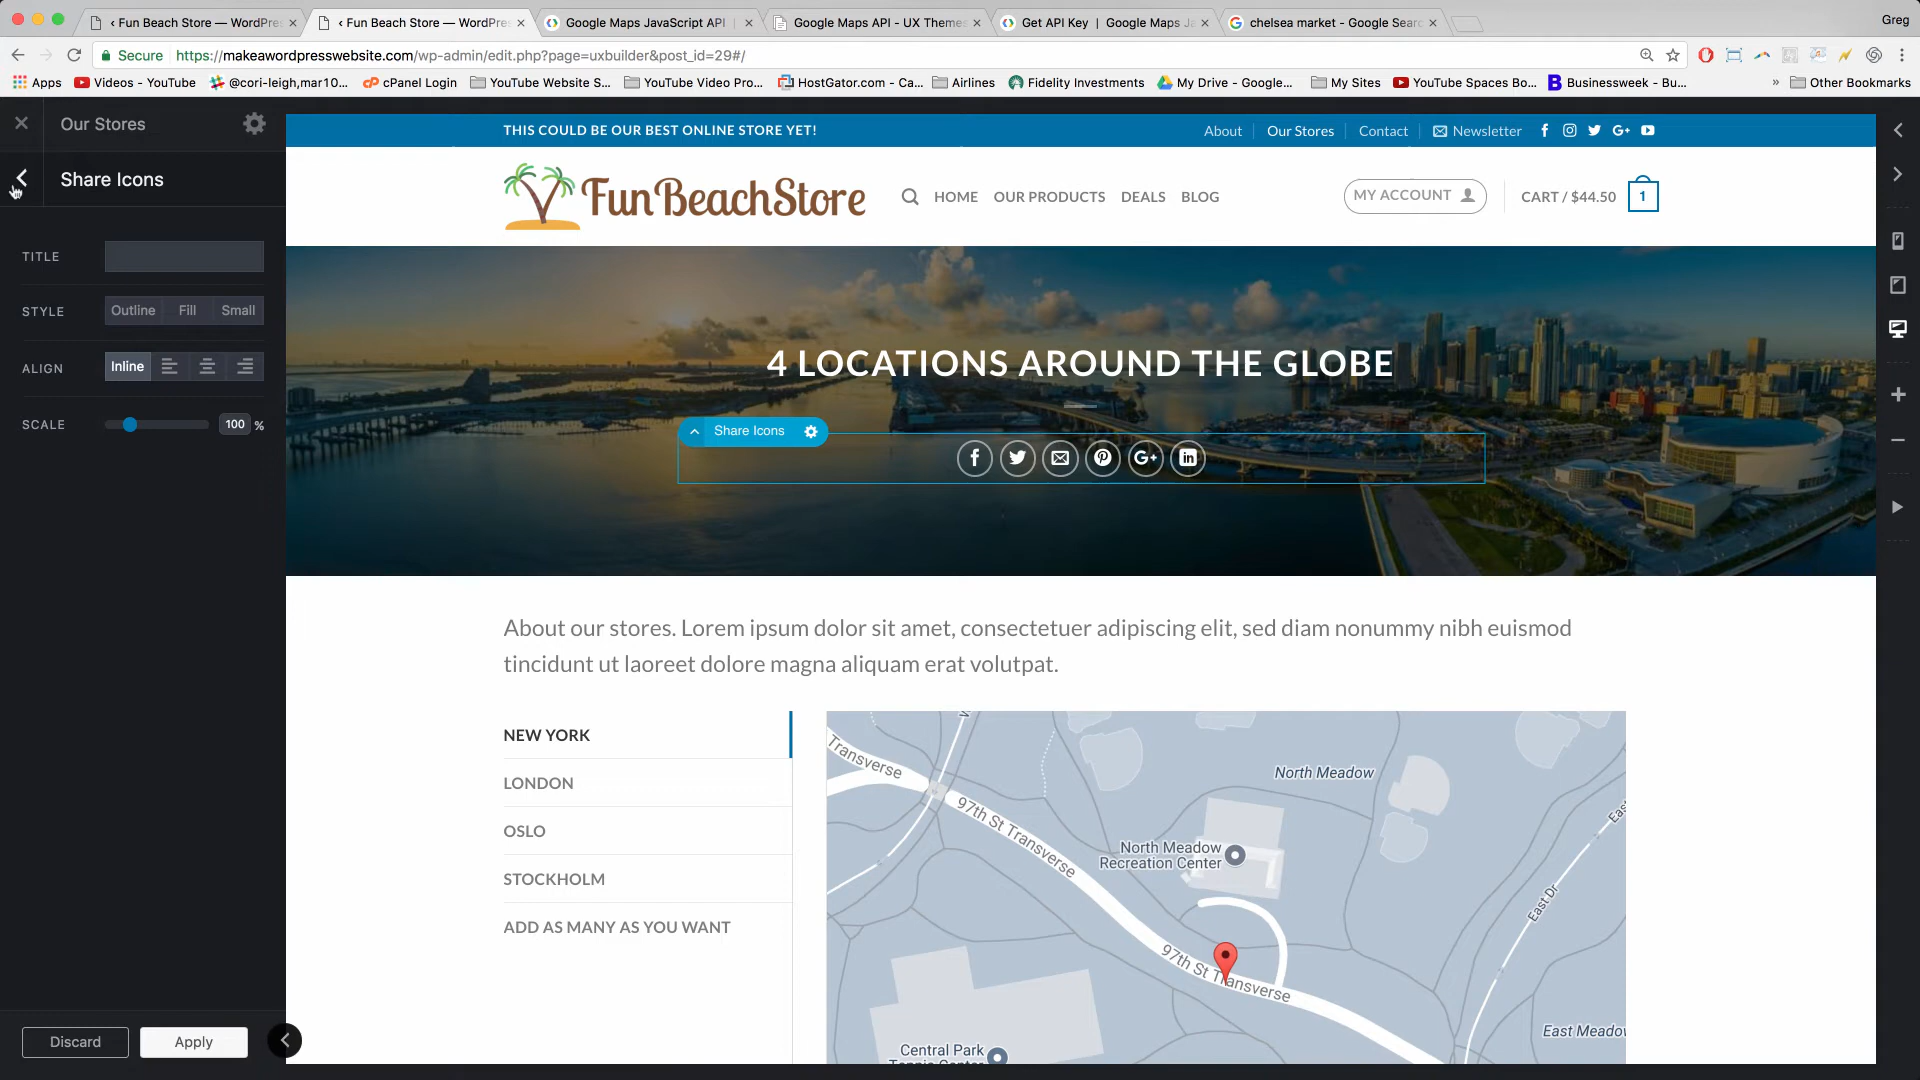 ‹ Fun Beach Store — WordPres
‹ Fun Beach Store — WordPres
Google Maps JavaScript API
Google Maps API - UX Themes
Get API Key | Google Maps Ja
chelsea market - Google Searc
Greg
Secure https://makeawordpresswebsite.com/wp-admin/edit.php?page=uxbuilder&post_id=29#/
Apps
Videos - YouTube
@cori-leigh,mar10...
cPanel Login
YouTube Website S...
YouTube Video Pro...
HostGator.com - Ca...
Airlines
Fidelity Investments
My Drive - Google...
My Sites
YouTube Spaces Bo...
Businessweek - Bu...
»
Other Bookmarks
Our Stores
Share Icons
TITLE
STYLE Outline Fill Small
ALIGN Inline
SCALE 100 %
Discard Apply
THIS COULD BE OUR BEST ONLINE STORE YET!
About Our Stores Contact Newsletter
FunBeachStore
HOME OUR PRODUCTS DEALS BLOG
MY ACCOUNT
CART / $44.50 1
4 LOCATIONS AROUND THE GLOBE
Share Icons
About our stores. Lorem ipsum dolor sit amet, consectetuer adipiscing elit, sed diam nonummy nibh euismod
tincidunt ut laoreet dolore magna aliquam erat volutpat.
NEW YORK
LONDON
OSLO
STOCKHOLM
ADD AS MANY AS YOU WANT
Transverse
97th St Transverse
North Meadow
North Meadow
Recreation Center
East Dr
97th St Transverse
East Meadow
Central Park